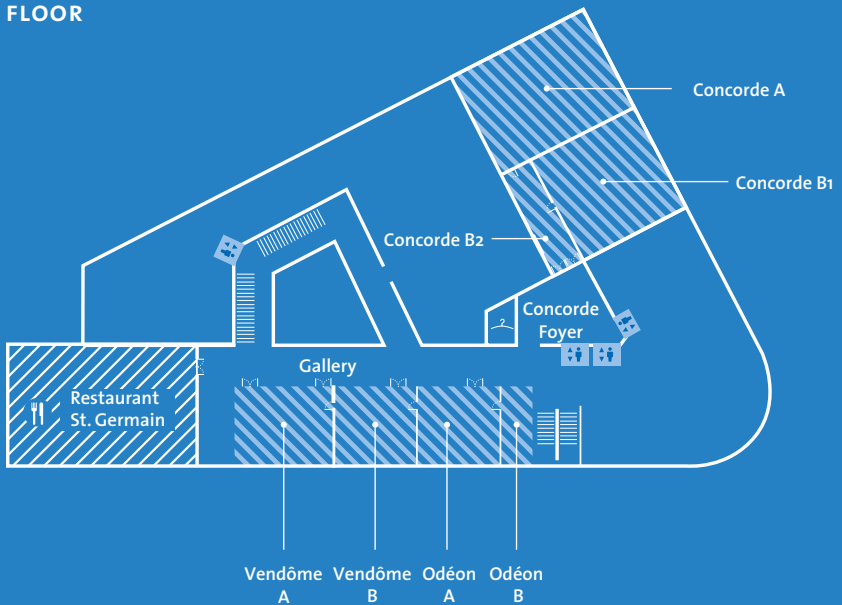 FLOOR
Concorde A
Concorde B1
Concorde B2
Concorde
Foyer
Gallery
Restaurant
St. Germain
Vendôme
A
Vendôme
B
Odéon
A
Odéon
B